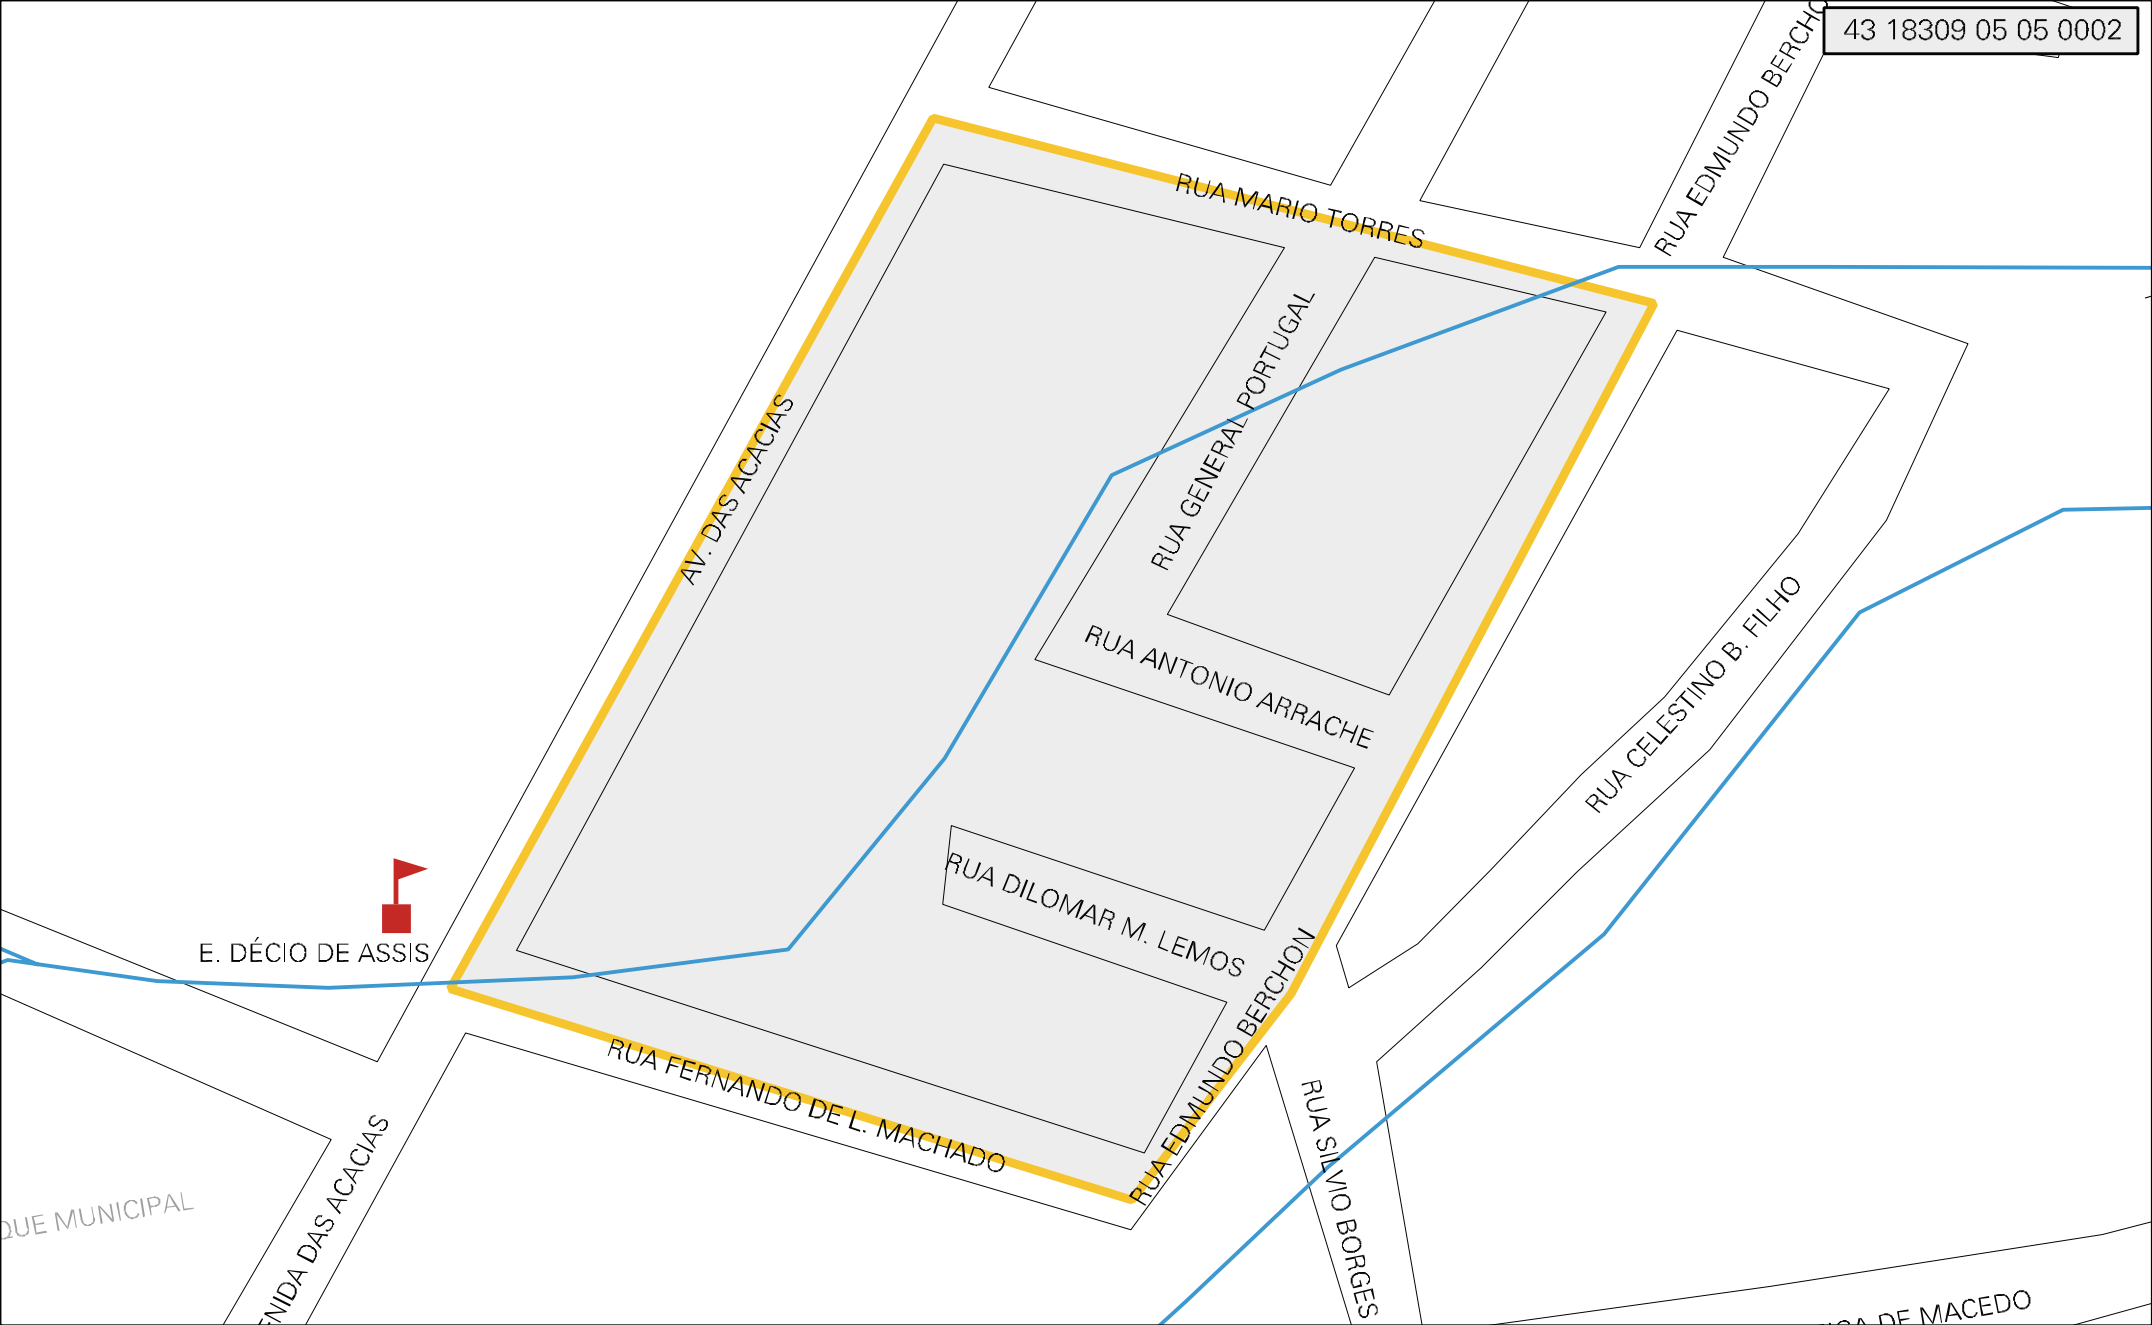 43 18309 05 05 0002
RUA EDMUNDO BERCHO
RUA MARIO TORRES
RUA GENERAL PORTUGAL
AV. DAS ACACIAS
RUA ANTONIO ARRACHE
RUA CELESTINO B. FILHO
RUA DILOMAR M. LEMOS
E. DÉCIO DE ASSIS
RUA EDMUNDO BERCHON
RUA FERNANDO DE L. MACHADO
RUA SILVIO BORGES
ENIDA DAS ACACIAS
QUE MUNICIPAL
DE MACEDO